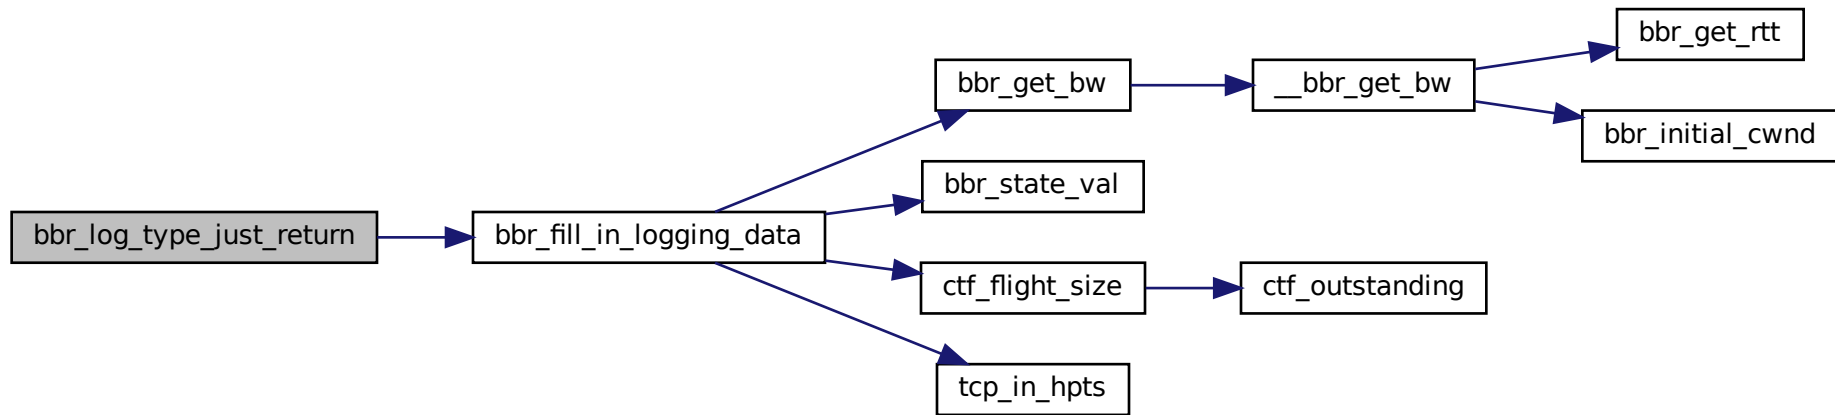 bbr_log_type_just_return
bbr_fill_in_logging_data
bbr_get_bw
__bbr_get_bw
bbr_get_rtt
bbr_initial_cwnd
bbr_state_val
ctf_flight_size
ctf_outstanding
tcp_in_hpts